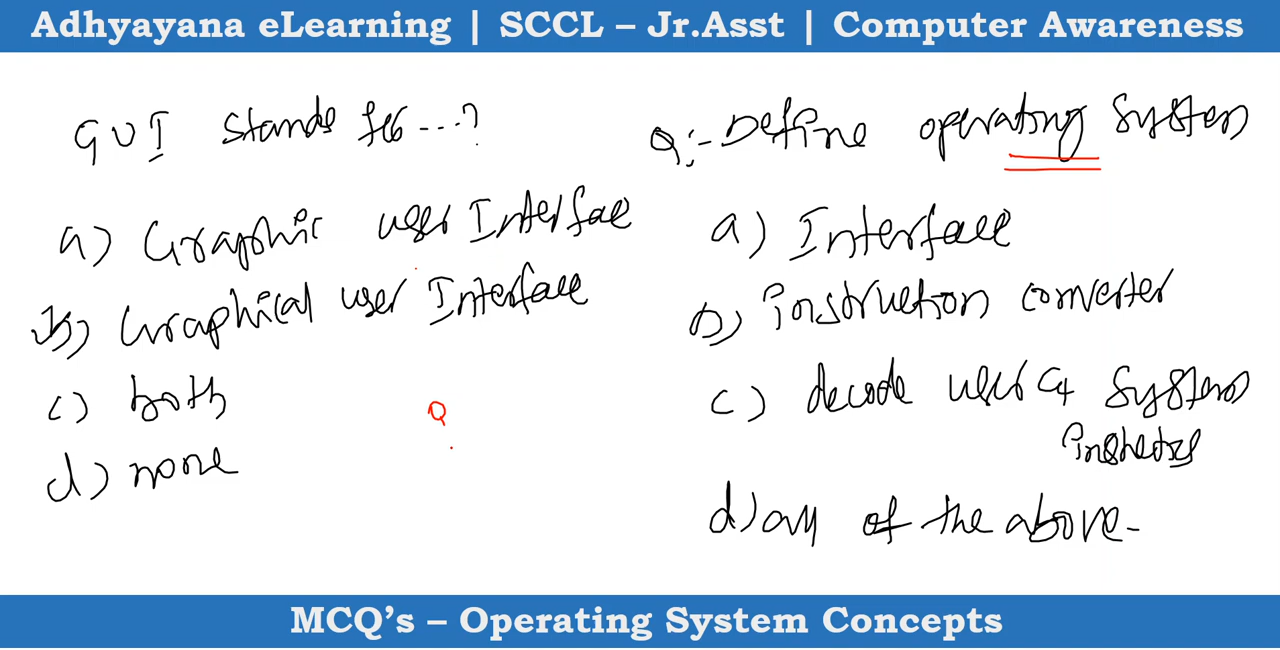 Adhyayana eLearning | SCCL – Jr.Asst | Computer Awareness
GUI stands for ...?
a) Graphic user Interface
b) Graphical user Interface
c) both
d) none
Q
Q:- Define operating System
a) Interface
b) instruction converter
c) decode user & System
d) all of the above-
MCQ's – Operating System Concepts